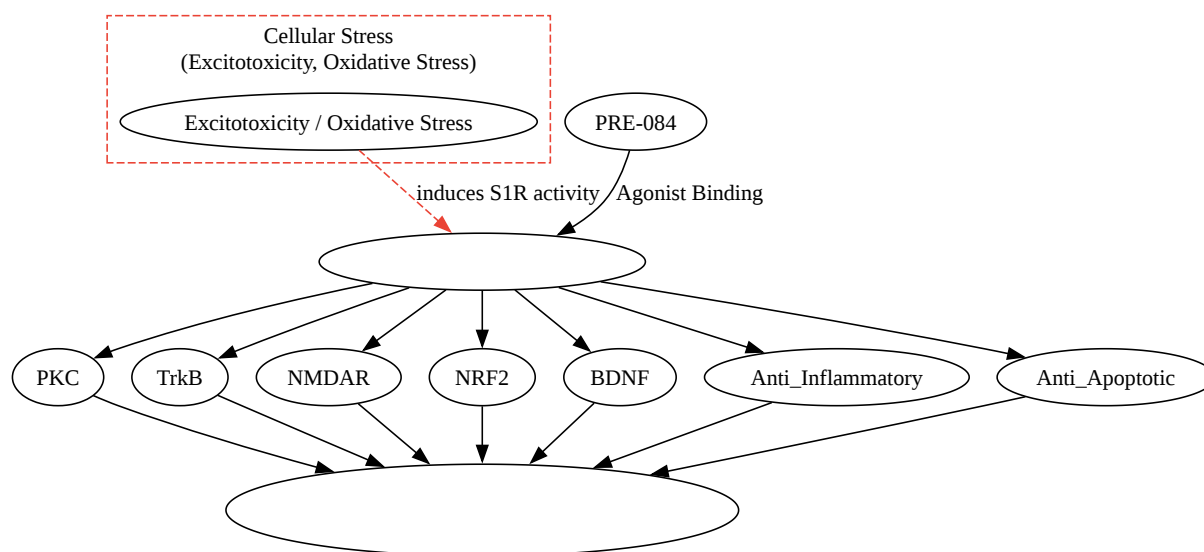 Cellular Stress
(Excitotoxicity, Oxidative Stress)
Excitotoxicity / Oxidative Stress
PRE-084
induces S1R activity
Agonist Binding
PKC
TrkB
NMDAR
NRF2
BDNF
Anti_Inflammatory
Anti_Apoptotic